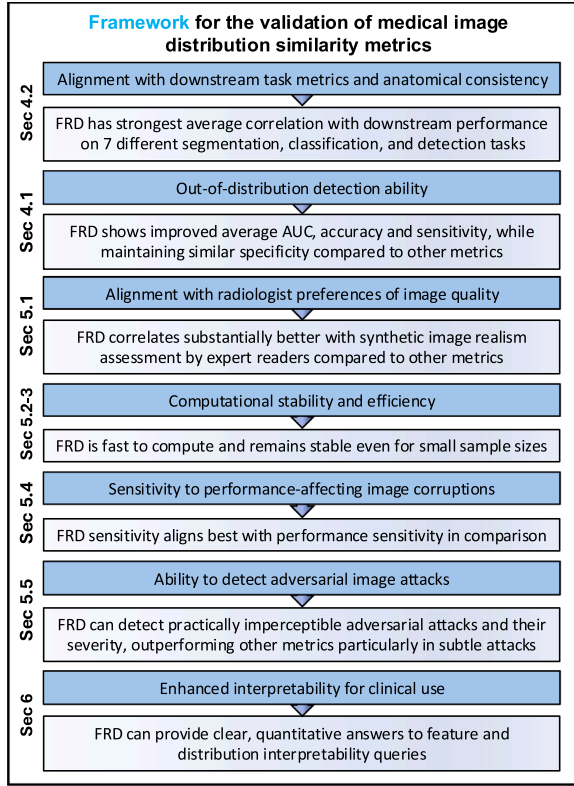 Framework for the validation of medical image
distribution similarity metrics
Sec 4.2
Alignment with downstream task metrics and anatomical consistency
FRD has strongest average correlation with downstream performance
on 7 different segmentation, classification, and detection tasks
Sec 4.1
Out-of-distribution detection ability
FRD shows improved average AUC, accuracy and sensitivity, while
maintaining similar specificity compared to other metrics
Sec 5.1
Alignment with radiologist preferences of image quality
FRD correlates substantially better with synthetic image realism
assessment by expert readers compared to other metrics
Sec 5.2-3
Computational stability and efficiency
FRD is fast to compute and remains stable even for small sample sizes
Sec 5.4
Sensitivity to performance-affecting image corruptions
FRD sensitivity aligns best with performance sensitivity in comparison
Sec 5.5
Ability to detect adversarial image attacks
FRD can detect practically imperceptible adversarial attacks and their
severity, outperforming other metrics particularly in subtle attacks
Sec 6
Enhanced interpretability for clinical use
FRD can provide clear, quantitative answers to feature and
distribution interpretability queries